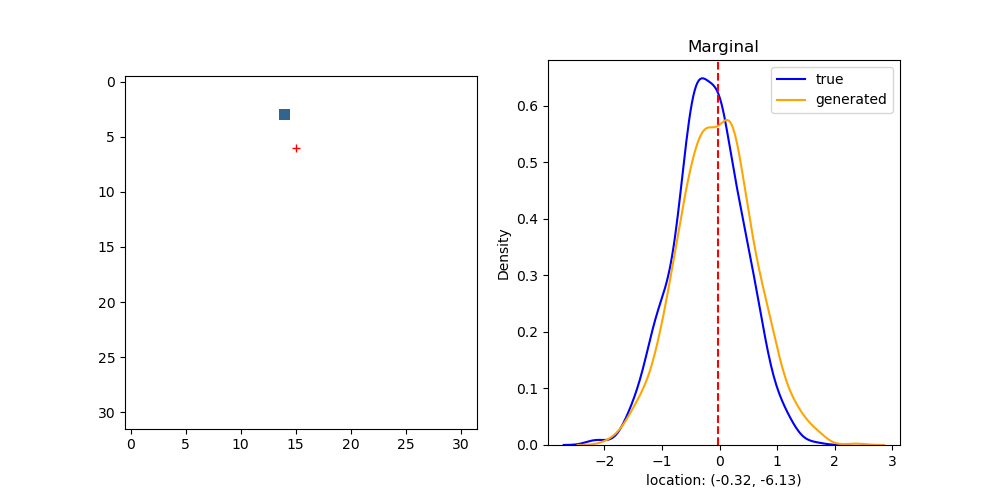 Marginal
0
5
10
15
20
25
30
0 5 10 15 20 25 30
Density
0.6
0.5
0.4
0.3
0.2
0.1
0.0
true
generated
−2 −1 0 1 2 3
location: (-0.32, -6.13)